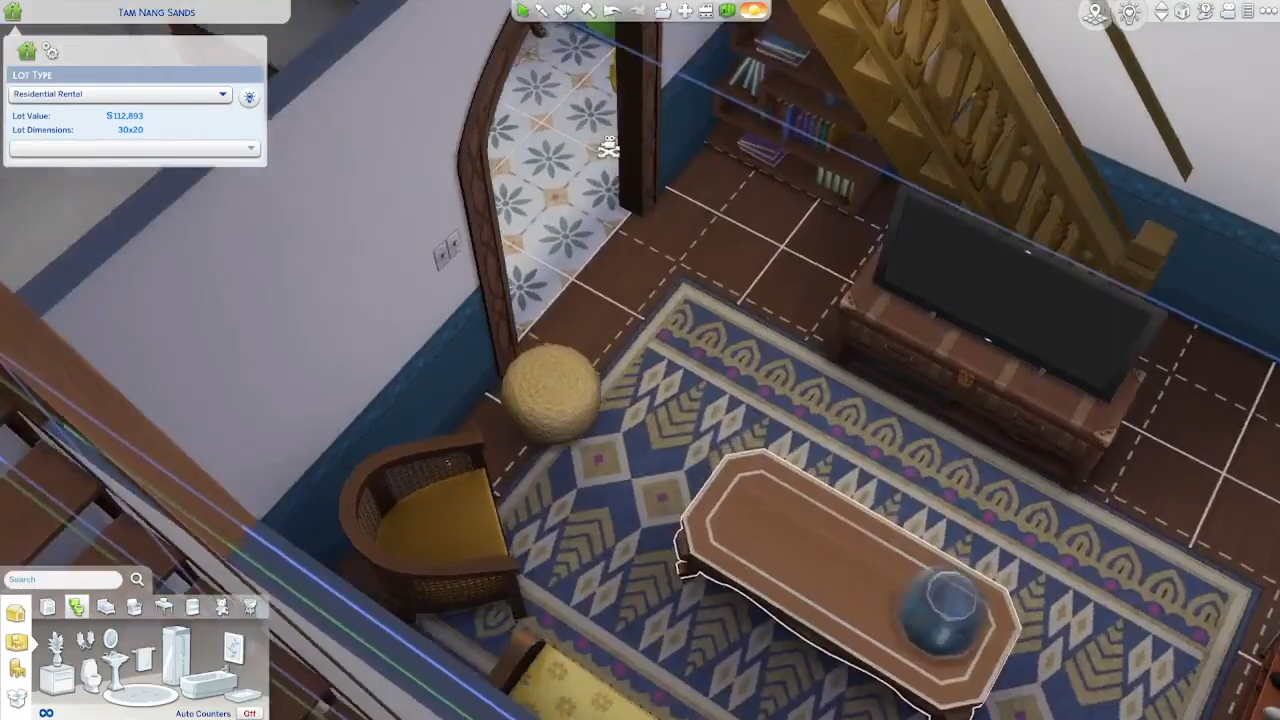 TAM NANG SANDS
LOT TYPE
Residential Rental
Lot Value: §112,893
Lot Dimensions: 30x20
Search
Auto Counters Off